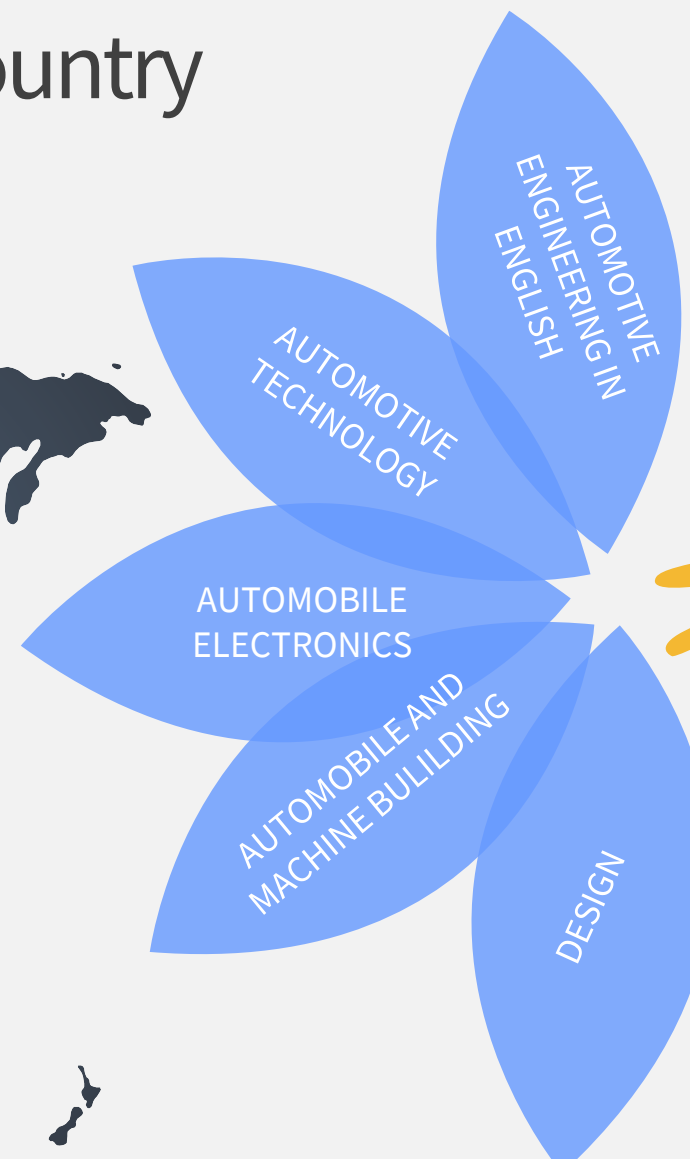 ountry
AUTOMOTIVE
ENGINEERING IN
ENGLISH
AUTOMOTIVE
TECHNOLOGY
AUTOMOBILE
ELECTRONICS
AUTOMOBILE AND
MACHINE BULILDING
DESIGN